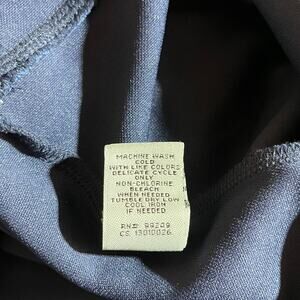 MACHINE WASH
COLD
WITH LIKE COLORS
DELICATE CYCLE
ONLY
NON-CHLORINE
BLEACH
WHEN NEEDED
TUMBLE DRY LOW
COOL IRON
IF NEEDED
RN# 99249
CS 13010026